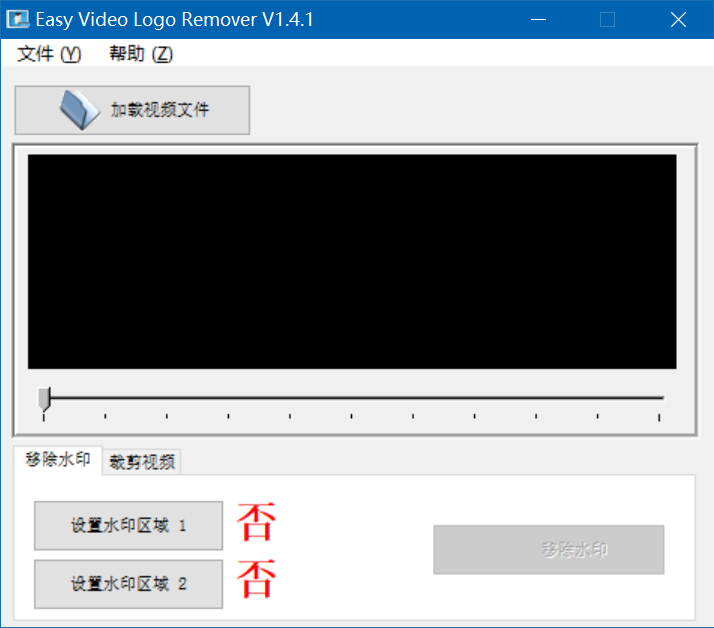 Easy Video Logo Remover V1.4.1
文件 (Y) 帮助 (Z)
加载视频文件
移除水印 裁剪视频
设置水印区域 1 否
移除水印
设置水印区域 2 否